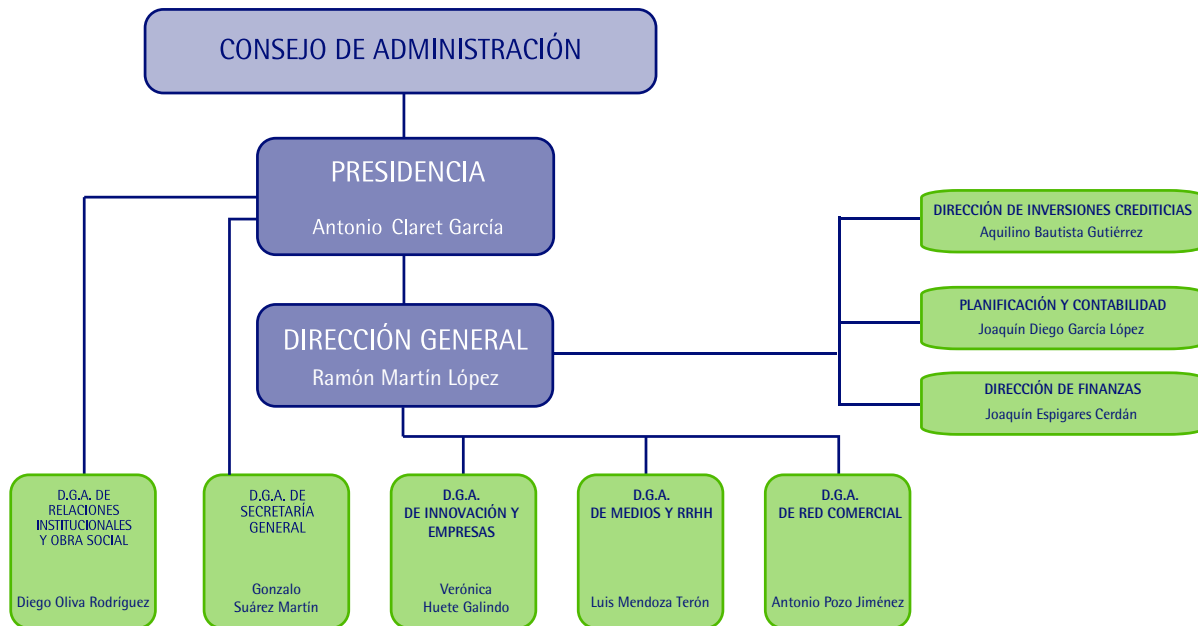 CONSEJO DE ADMINISTRACIÓN
PRESIDENCIA
Antonio Claret García
DIRECCIÓN GENERAL
Ramón Martín López
DIRECCIÓN DE INVERSIONES CREDITICIAS
Aquilino Bautista Gutiérrez
PLANIFICACIÓN Y CONTABILIDAD
Joaquín Diego García López
DIRECCIÓN DE FINANZAS
Joaquín Espigares Cerdán
D.G.A. DE
RELACIONES
INSTITUCIONALES
Y OBRA SOCIAL
Diego Oliva Rodríguez
D.G.A. DE
SECRETARÍA
GENERAL
Gonzalo
Suárez Martín
D.G.A.
DE INNOVACIÓN Y
EMPRESAS
Verónica
Huete Galindo
D.G.A.
DE MEDIOS Y RRHH
Luis Mendoza Terón
D.G.A.
DE RED COMERCIAL
Antonio Pozo Jiménez